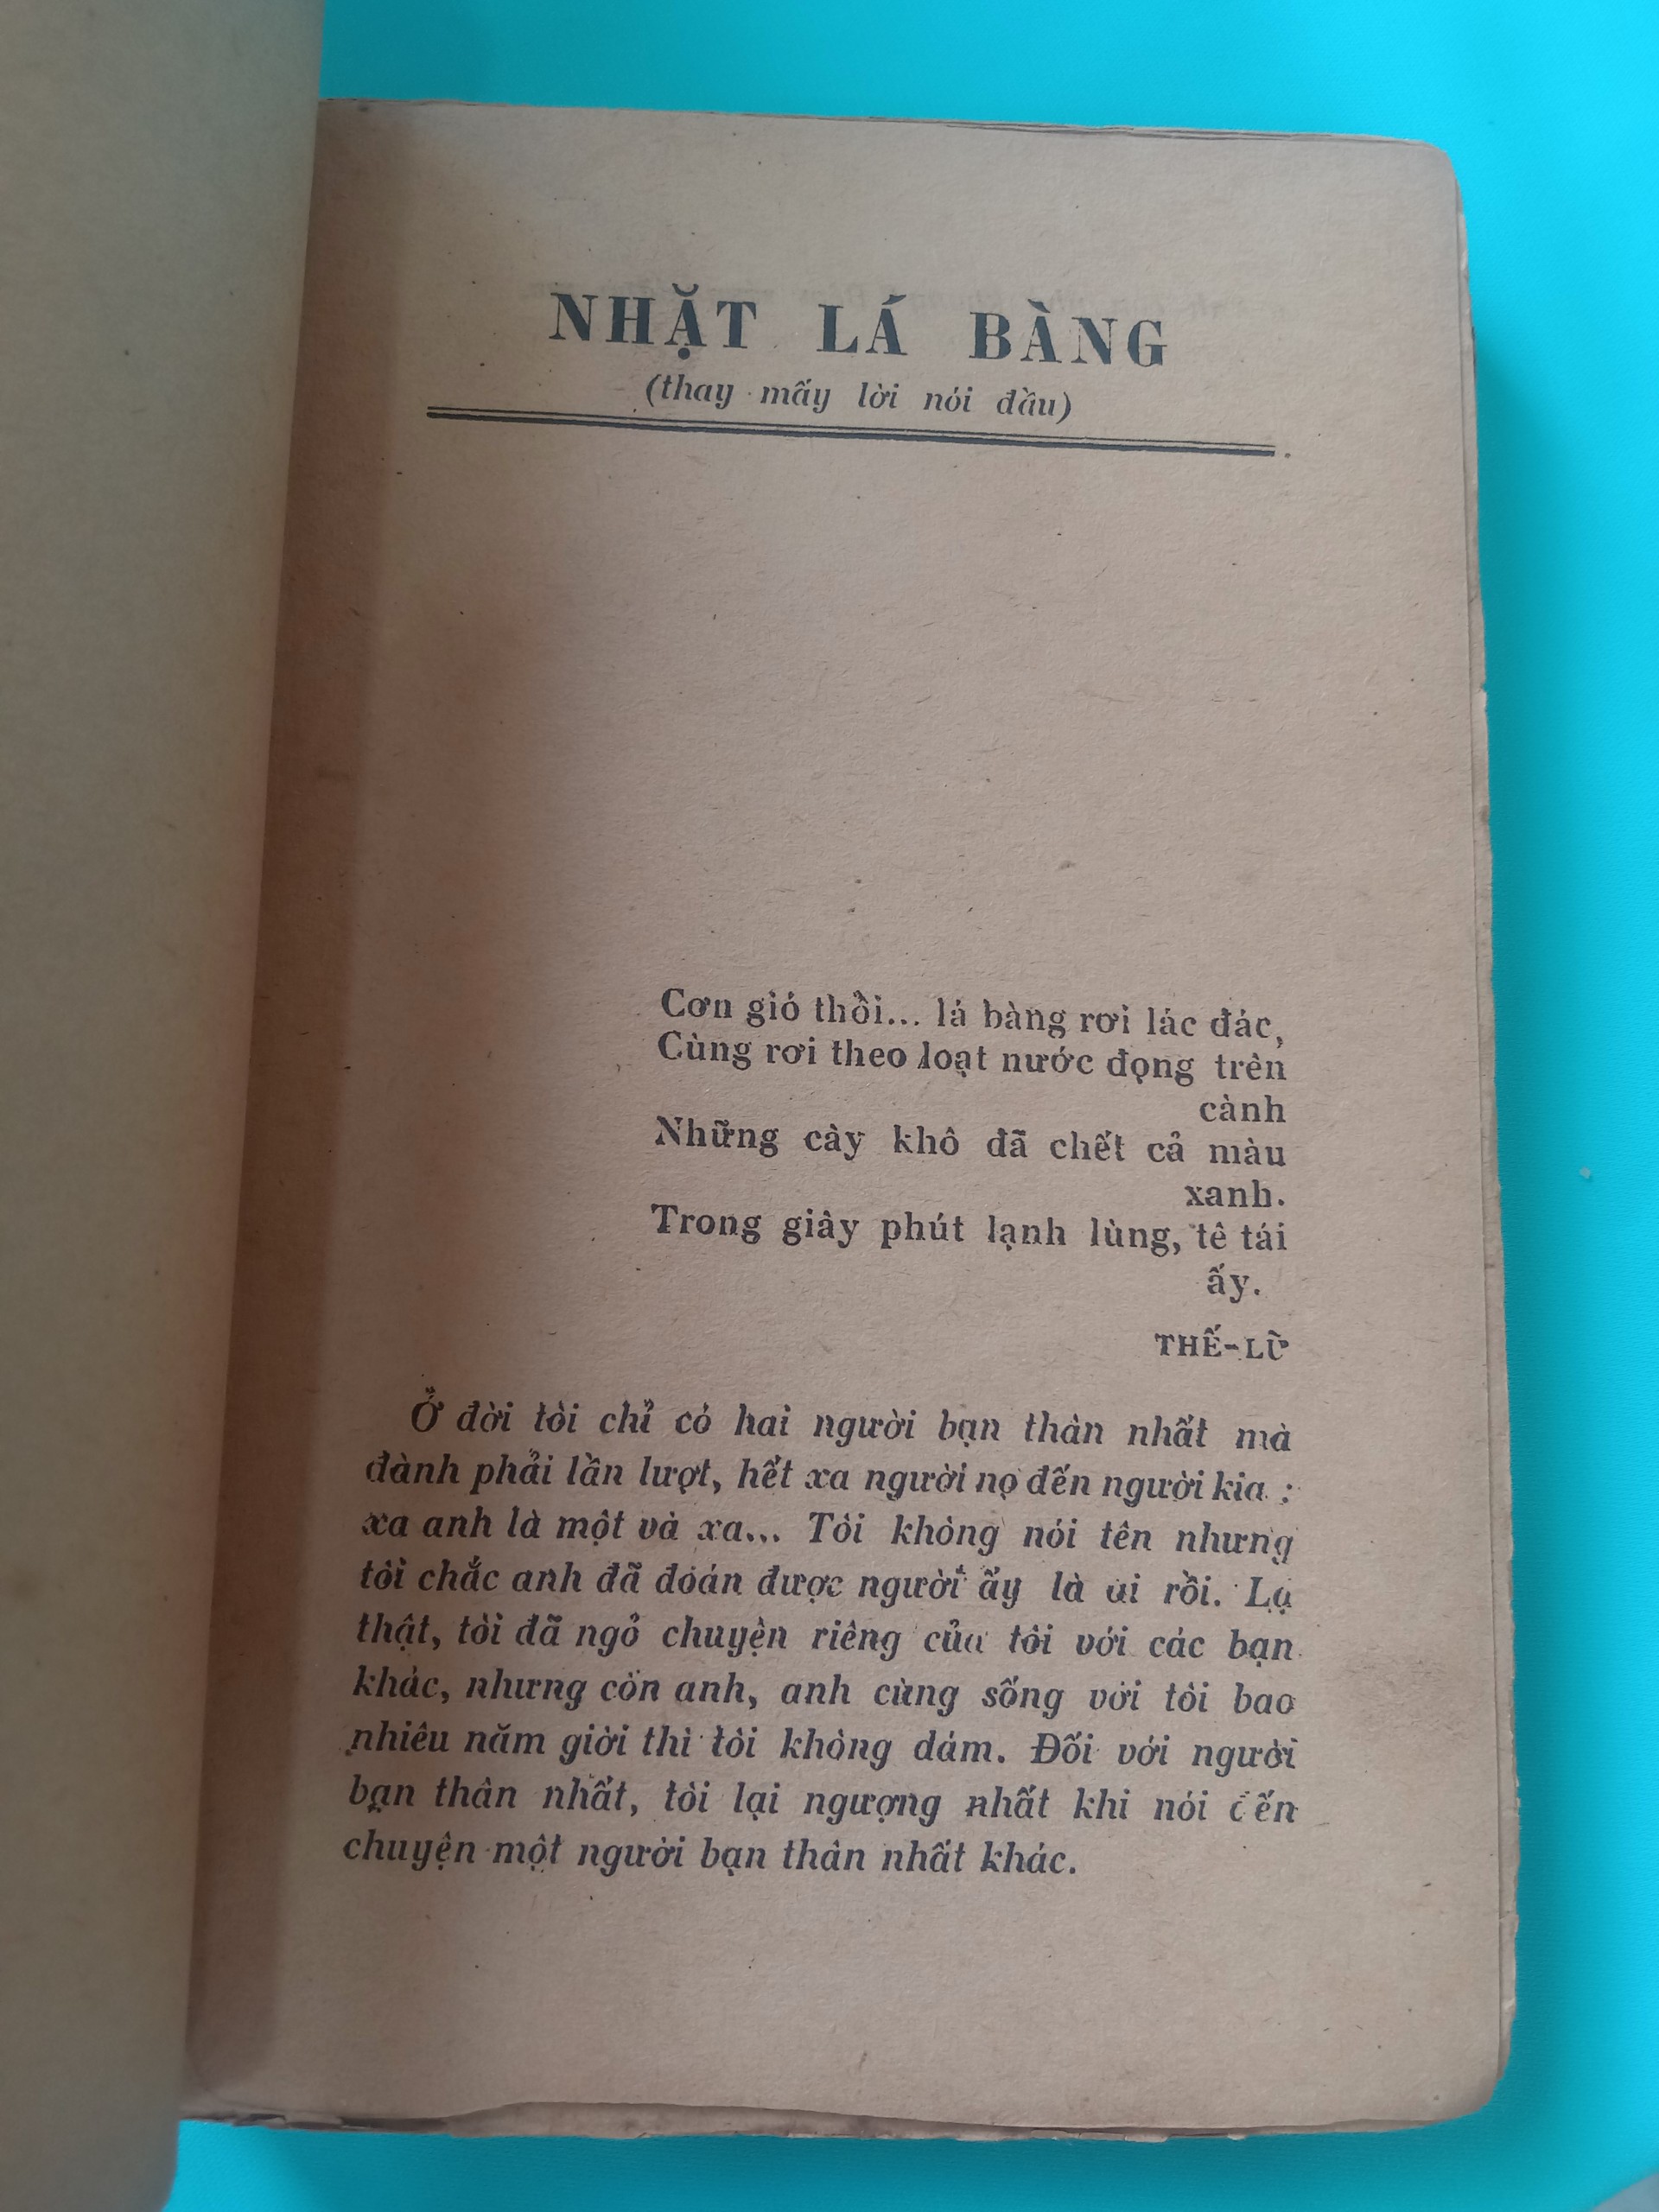 NHẶT LÁ BÀNG
(thay mấy lời nói đầu)
Cơn gió thổi... lá bàng rơi lác đác,
Cùng rơi theo loạt nước đọng trên
cành
Những cây khô đã chết cả màu
xanh.
Trong giây phút lạnh lùng, tê tái
ấy.
THẾ-LỮ
Ở đời tôi chỉ có hai người bạn thân nhất mà
đành phải lần lượt, hết xa người nọ đến người kia :
xa anh là một và xa... Tôi không nói tên nhưng
tôi chắc anh đã đoán được người ấy là ai rồi. Lạ
thật, tôi đã ngỏ chuyện riêng của tôi với các bạn
khác, nhưng còn anh, anh cùng sống với tôi bao
nhiêu năm giời thì tôi không dám. Đối với người
bạn thân nhất, tôi lại ngượng nhất khi nói đến
chuyện một người bạn thân nhất khác.